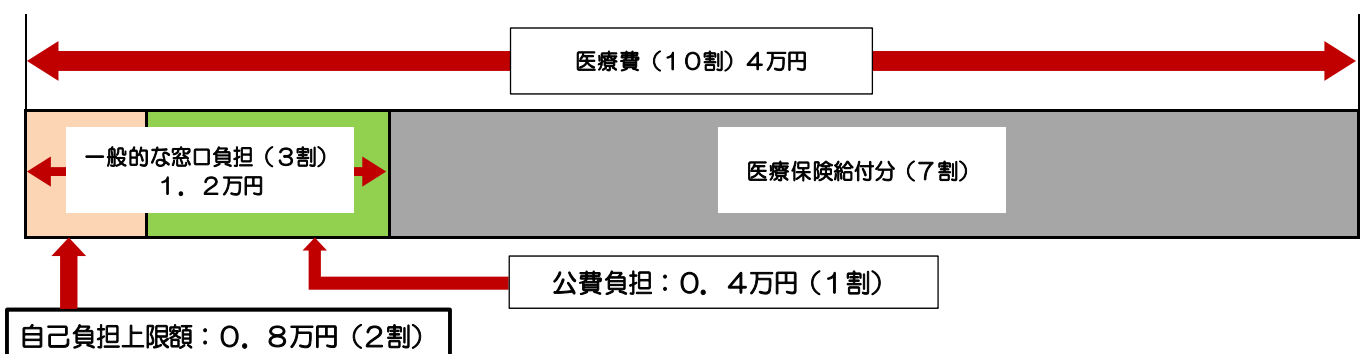 医療費（１０割）４万円
一般的な窓口負担（３割）
１．２万円
医療保険給付分（７割）
公費負担：０．４万円（１割）
自己負担上限額：０．８万円（２割）